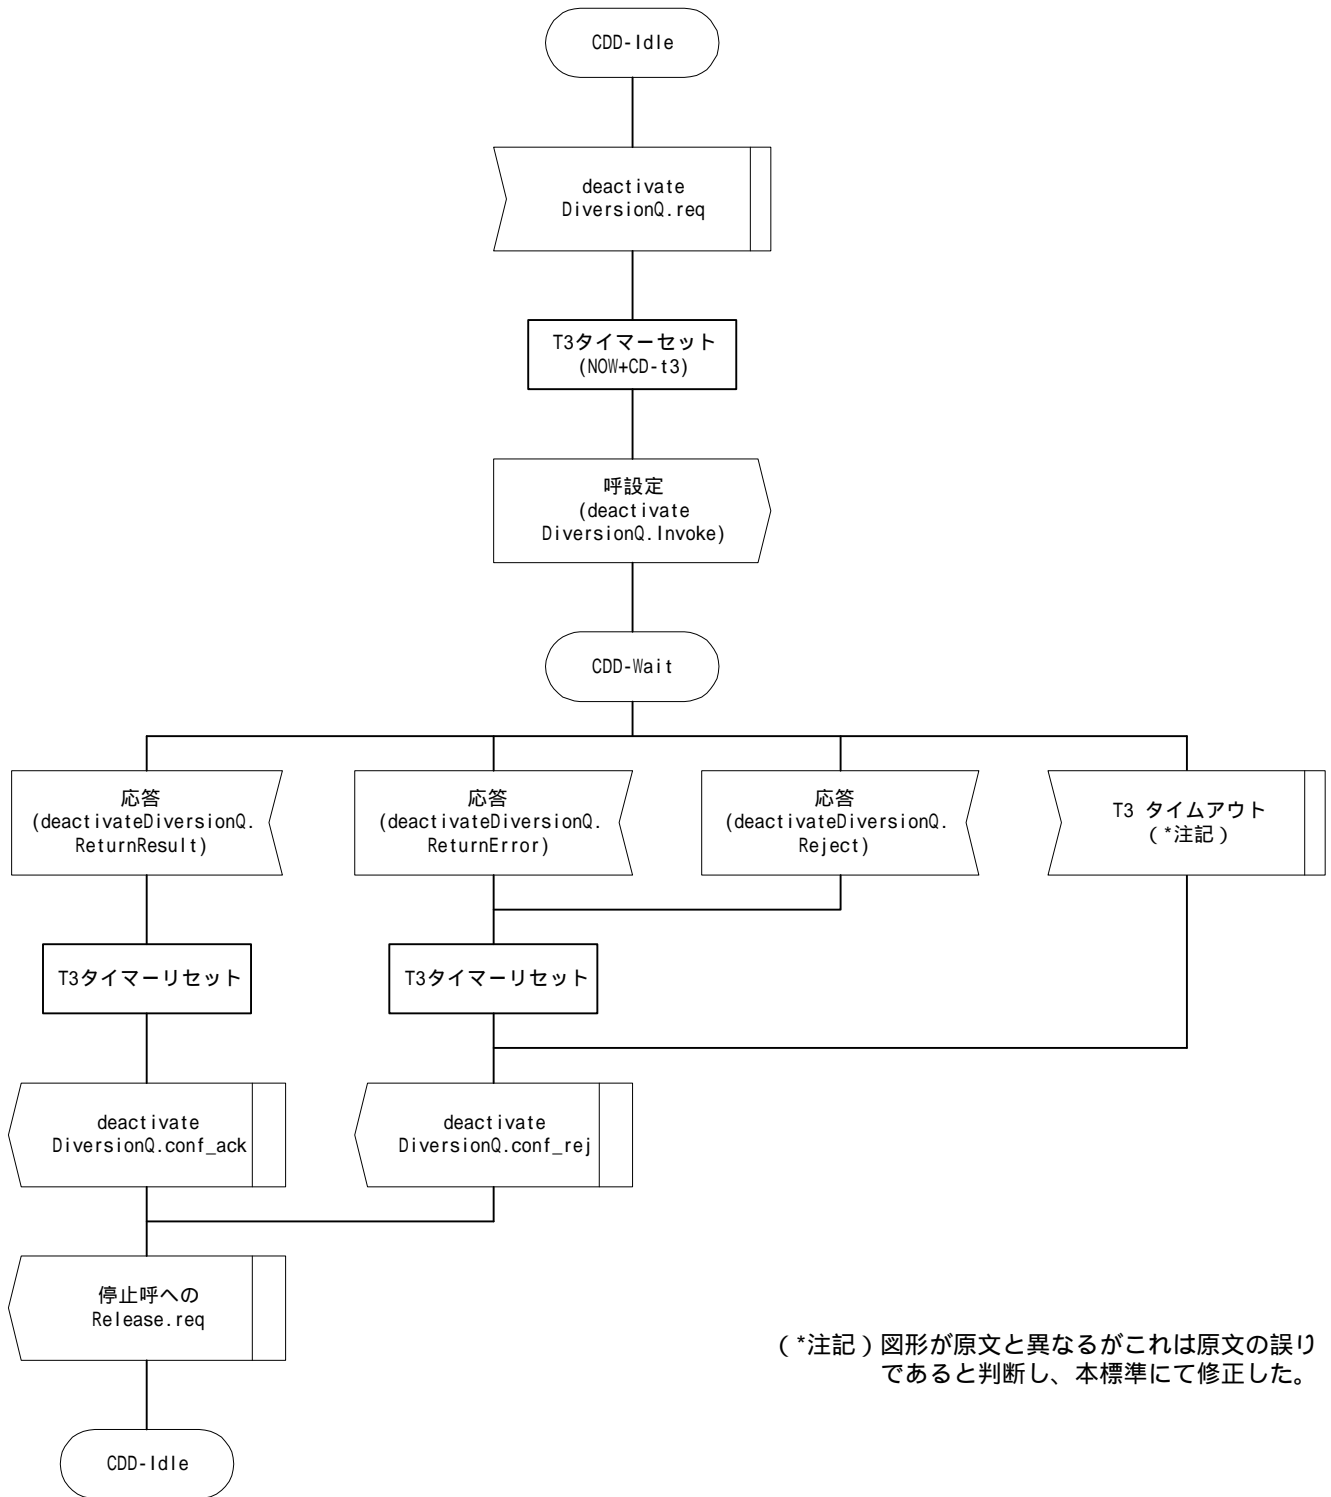 CDD-Idle
deactivate
DiversionQ.req
T3タイマーセット
(NOW+CD-t3)
呼設定
(deactivate
DiversionQ.Invoke)
CDD-Wait
応答
(deactivateDiversionQ.
ReturnResult)
応答
(deactivateDiversionQ.
ReturnError)
応答
(deactivateDiversionQ.
Reject)
T3 タイムアウト
(*注記)
T3タイマーリセット
T3タイマーリセット
deactivate
DiversionQ.conf_ack
deactivate
DiversionQ.conf_rej
停止呼への
Release.req
(*注記)図形が原文と異なるがこれは原文の誤り
であると判断し、本標準にて修正した。
CDD-Idle